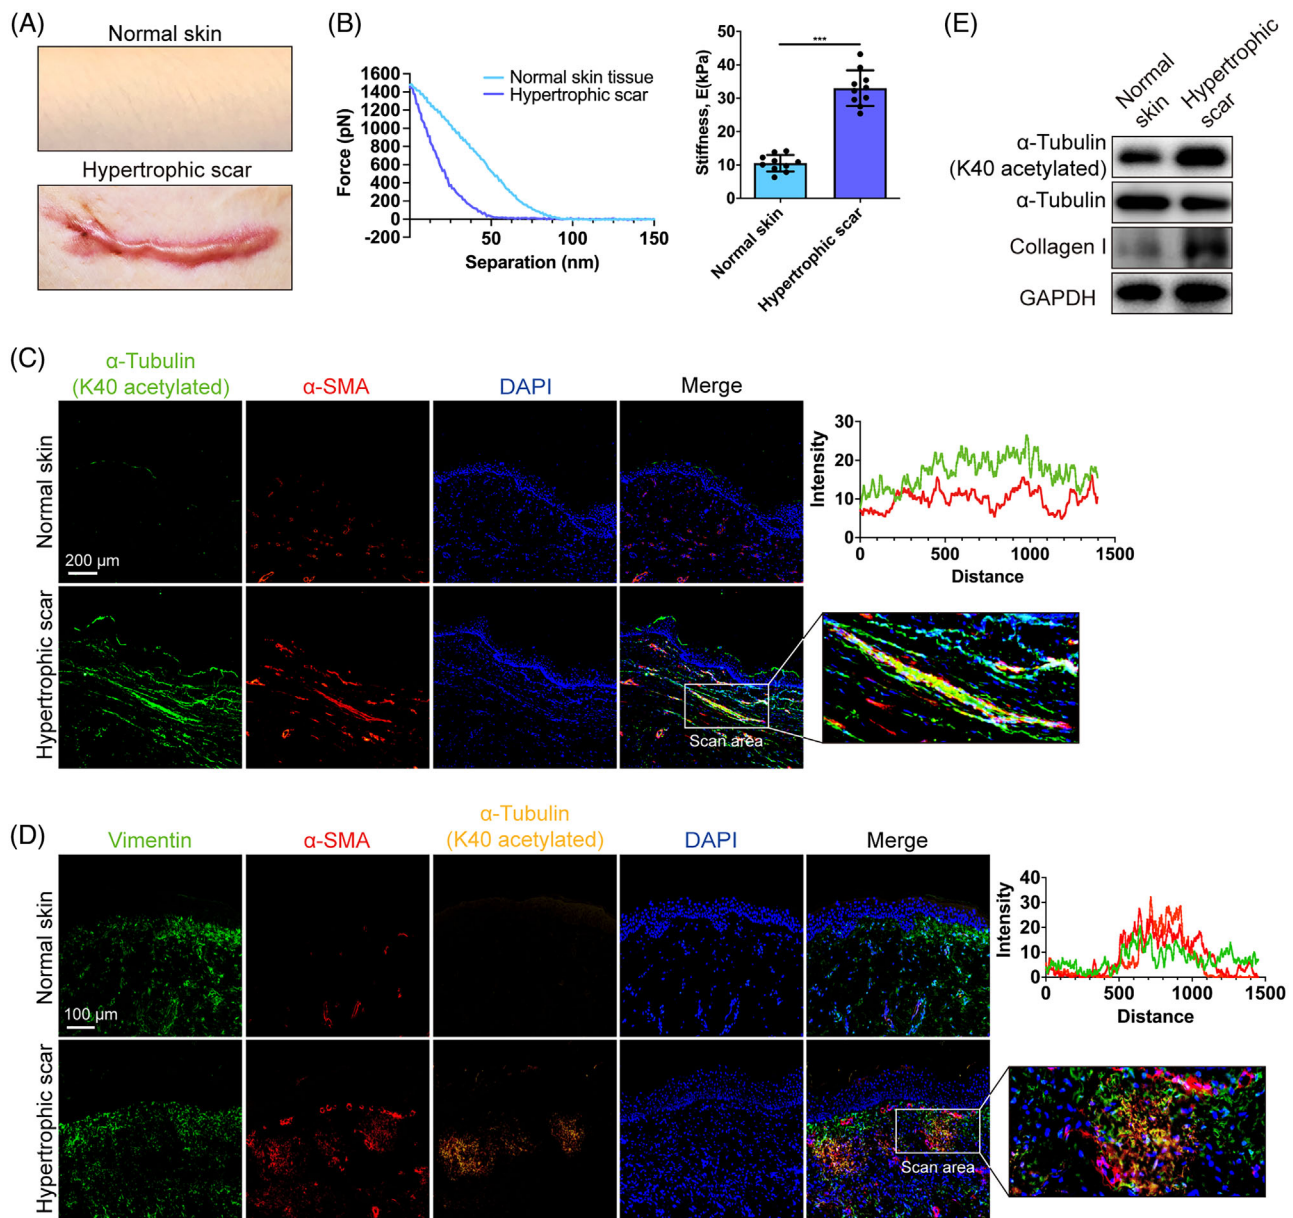 (A)
Normal skin
Hypertrophic scar
(B)
1600
1400
1200
1000
800
600
400
200
0
-200
Force (pN)
50
100
150
Separation (nm)
Normal skin tissue
Hypertrophic scar
50
40
30
20
10
0
Stiffness, E(kPa)
***
Normal skin
Hypertrophic scar
(E)
Normal
skin
Hypertrophic
scar
α-Tubulin
(K40 acetylated)
α-Tubulin
Collagen I
GAPDH
(C)
α-Tubulin
(K40 acetylated)
α-SMA
DAPI
Merge
Normal skin
200 µm
Hypertrophic scar
Scan area
30
20
10
0
Intensity
0
500
1000
1500
Distance
(D)
Vimentin
α-SMA
α-Tubulin
(K40 acetylated)
DAPI
Merge
Normal skin
100 µm
Hypertrophic scar
Scan area
40
30
20
10
0
Intensity
0
500
1000
1500
Distance